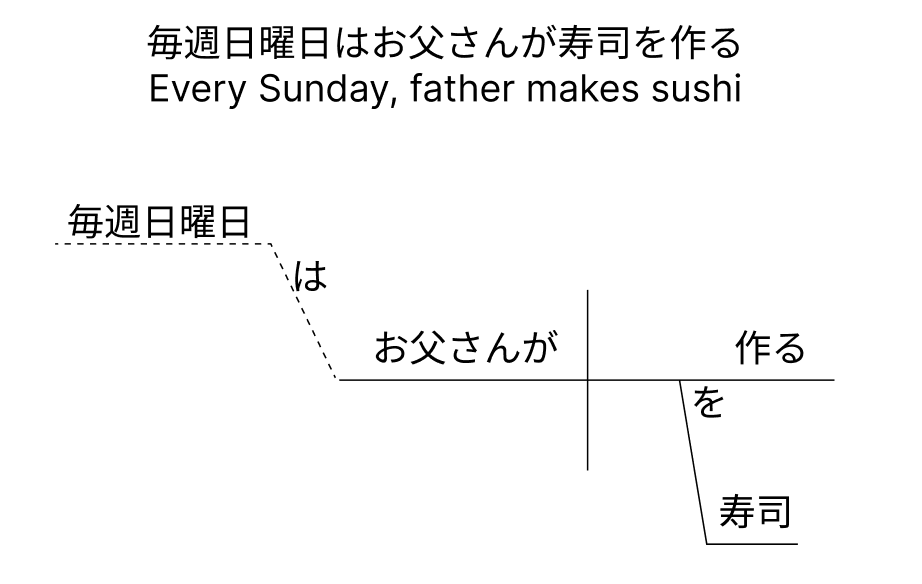 毎週日曜日はお父さんが寿司を作る
Every Sunday, father makes sushi
毎週日曜日
は
お父さんが
作る
を
寿司